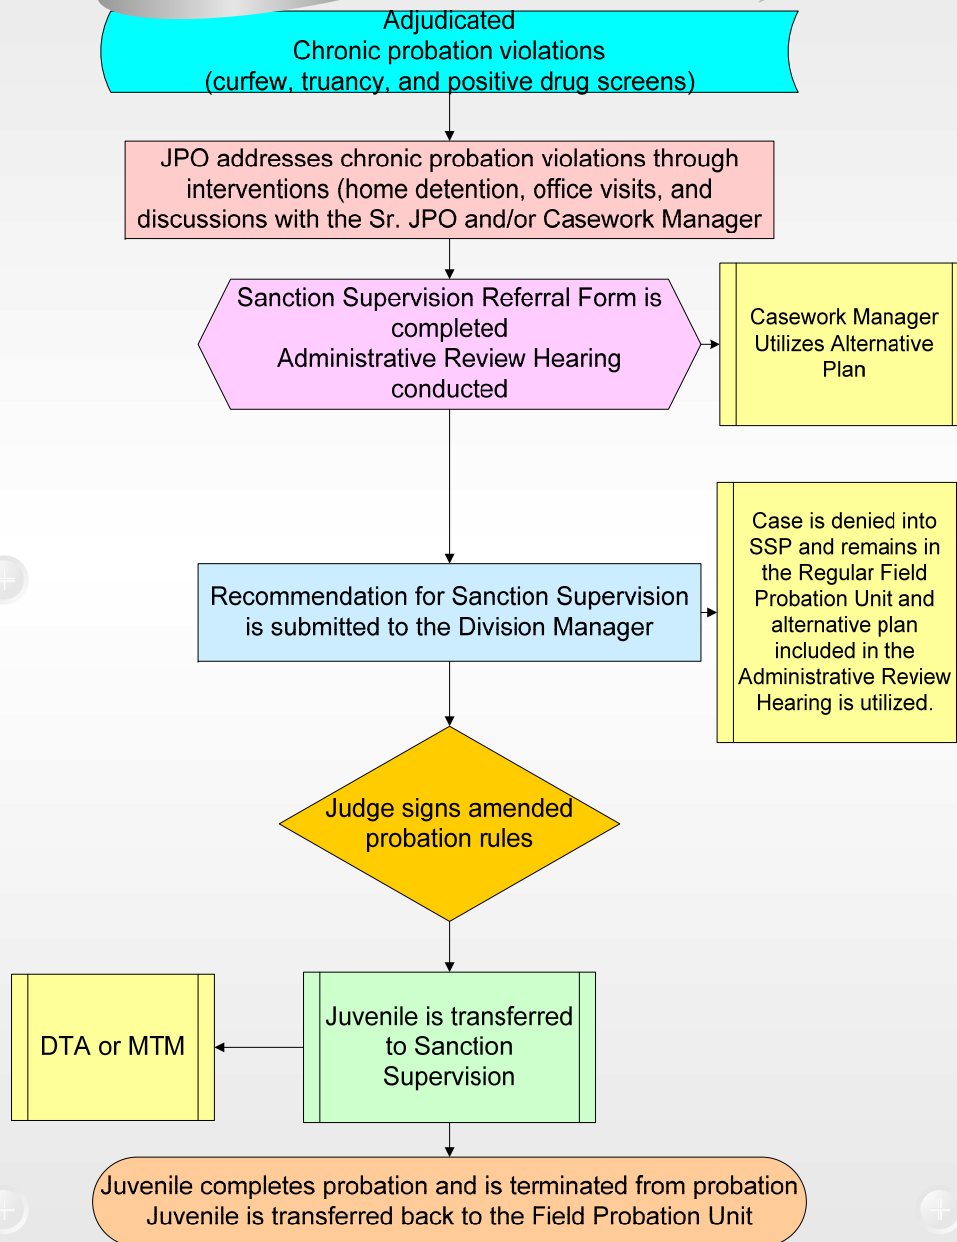 Adjudicated
Chronic probation violations
(curfew, truancy, and positive drug screens)
JPO addresses chronic probation violations through
interventions (home detention, office visits, and
discussions with the Sr. JPO and/or Casework Manager
Sanction Supervision Referral Form is
completed
Administrative Review Hearing
conducted
Casework Manager
Utilizes Alternative
Plan
Case is denied into
SSP and remains in
the Regular Field
Probation Unit and
alternative plan
included in the
Administrative Review
Hearing is utilized.
Recommendation for Sanction Supervision
is submitted to the Division Manager
Judge signs amended
probation rules
DTA or MTM
Juvenile is transferred
to Sanction
Supervision
Juvenile completes probation and is terminated from probation
Juvenile is transferred back to the Field Probation Unit